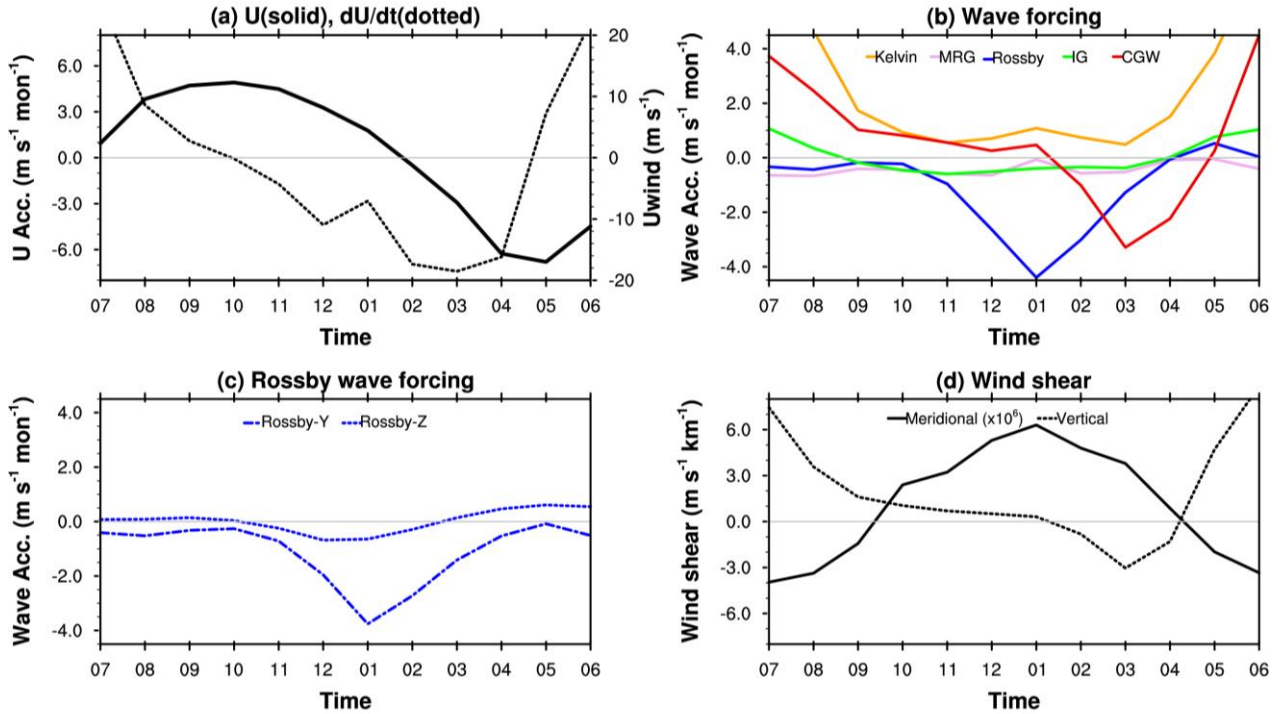 (a) U(solid), dU/dt(dotted)
U Acc. (m s⁻¹ mon⁻¹)
6.0
3.0
0.0
-3.0
-6.0
20
10
0
-10
-20
Uwind (m s⁻¹)
07 08 09 10 11 12 01 02 03 04 05 06
Time
(b) Wave forcing
Kelvin MRG Rossby IG CGW
Wave Acc. (m s⁻¹ mon⁻¹)
4.0
2.0
0.0
-2.0
-4.0
07 08 09 10 11 12 01 02 03 04 05 06
Time
(c) Rossby wave forcing
Rossby-Y Rossby-Z
Wave Acc. (m s⁻¹ mon⁻¹)
4.0
2.0
0.0
-2.0
-4.0
07 08 09 10 11 12 01 02 03 04 05 06
Time
(d) Wind shear
Meridional (x10⁶) Vertical
Wind shear (m s⁻¹ km⁻¹)
6.0
3.0
0.0
-3.0
-6.0
07 08 09 10 11 12 01 02 03 04 05 06
Time